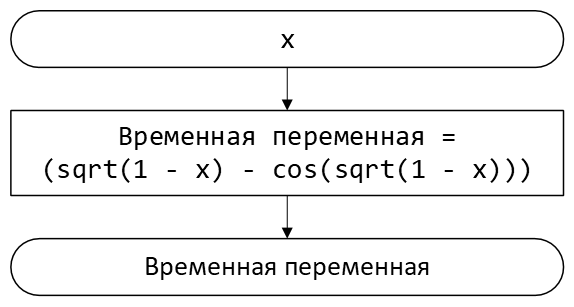 x
Временная переменная =
(sqrt(1 - x) - cos(sqrt(1 - x)))
Временная переменная